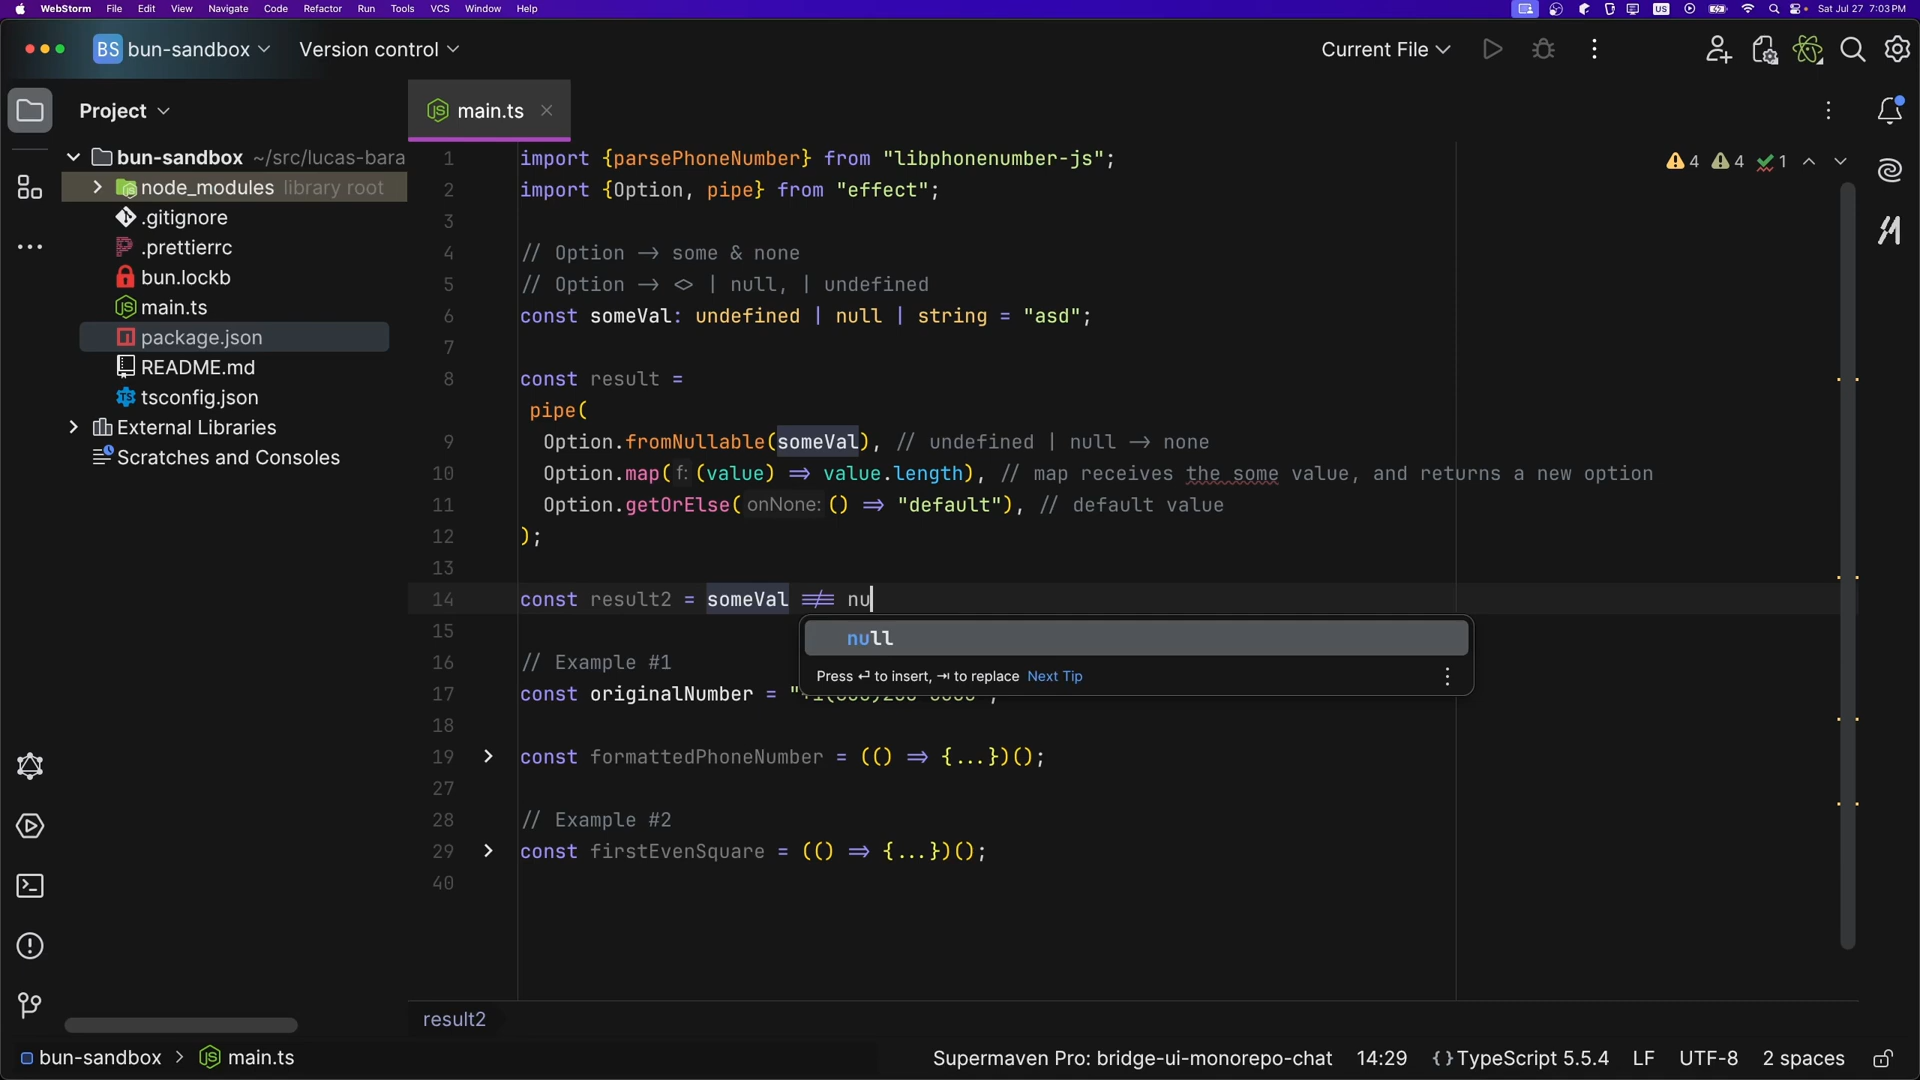 WebStorm File Edit View Navigate Code Refactor Run Tools VCS Window Help US Sat Jul 27 7:03 PM
BS bun-sandbox Version control Current File
Project main.ts
bun-sandbox ~/src/lucas-bara
node_modules library root
.gitignore
.prettierrc
bun.lockb
main.ts
package.json
README.md
tsconfig.json
External Libraries
Scratches and Consoles
4 4 1
1 import {parsePhoneNumber} from "libphonenumber-js";
2 import {Option, pipe} from "effect";
3
4 // Option -> some & none
5 // Option -> <> | null, | undefined
6 const someVal: undefined | null | string = "asd";
7
8 const result =
pipe(
9 Option.fromNullable(someVal), // undefined | null -> none
10 Option.map(f: (value) => value.length), // map receives the some value, and returns a new option
11 Option.getOrElse(onNone: () => "default"), // default value
12 );
13
14 const result2 = someVal !== nu
null
15
Press ⏎ to insert, ⇥ to replace Next Tip
16 // Example #1
17 const originalNumber =
18
19 const formattedPhoneNumber = (() => {...})();
27
28 // Example #2
29 const firstEvenSquare = (() => {...})();
40
result2
bun-sandbox > main.ts Supermaven Pro: bridge-ui-monorepo-chat 14:29 {} TypeScript 5.5.4 LF UTF-8 2 spaces